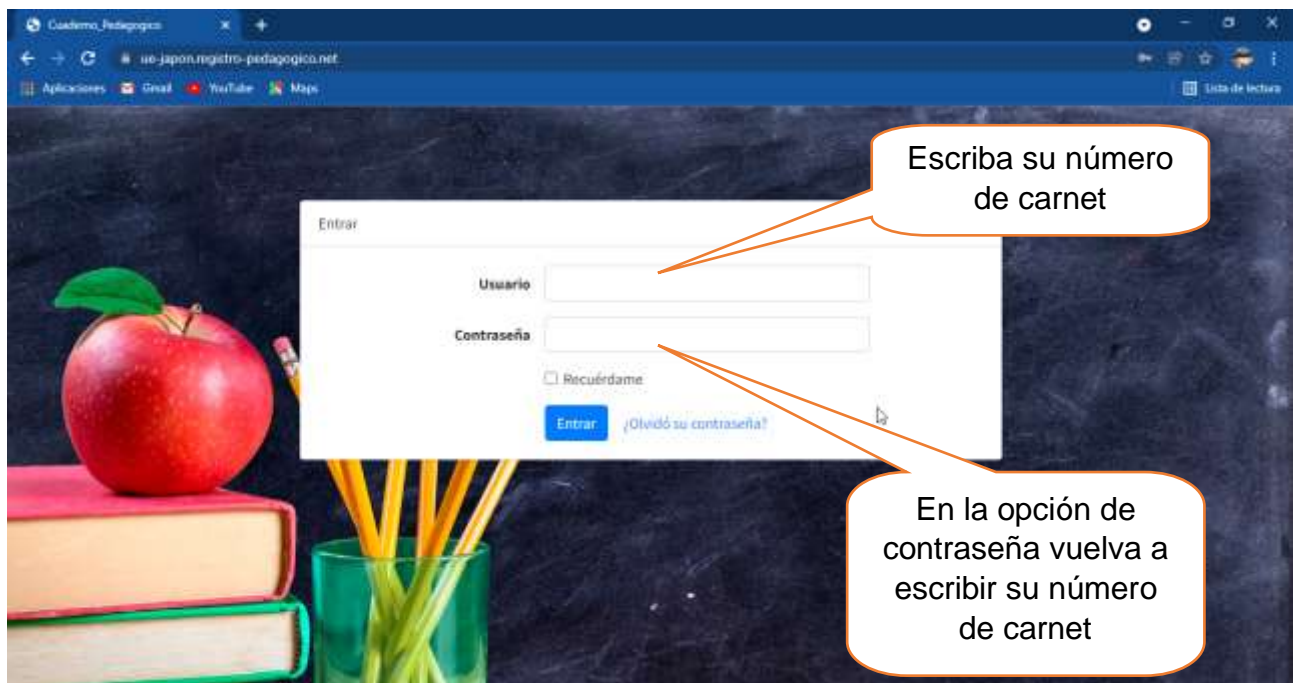 Cuaderno_Pedagogico
ue-japon.registro-pedagogico.net
Aplicaciones Gmail YouTube Maps Lista de lectura
Escriba su número
de carnet
Entrar
Usuario
Contraseña
Recuérdame
Entrar ¿Olvidó su contraseña?
En la opción de
contraseña vuelva a
escribir su número
de carnet